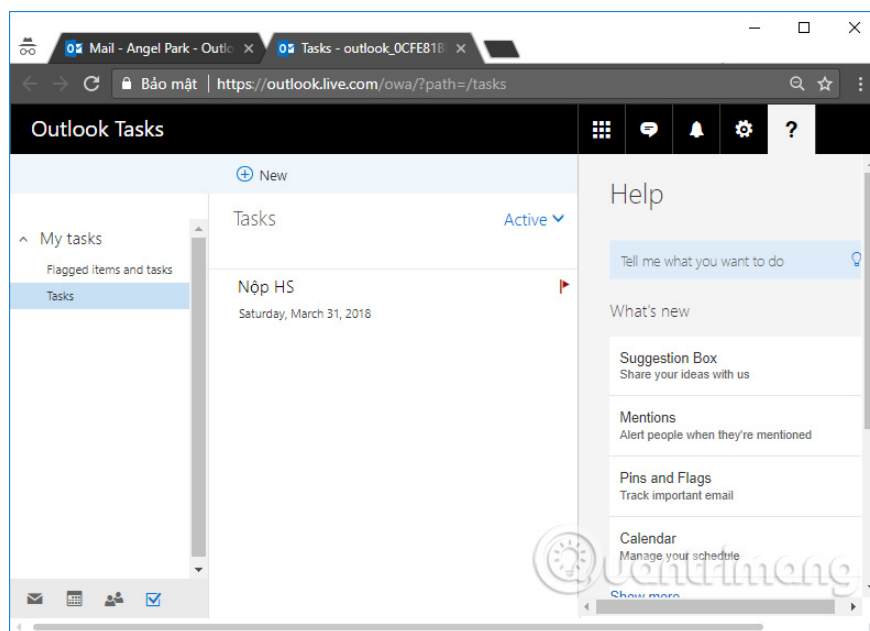 Mail - Angel Park - Outlo
Tasks - outlook_0CFE81B
Bảo mật
https://outlook.live.com/owa/?path=/tasks
Outlook Tasks
?
New
My tasks
Flagged items and tasks
Tasks
Tasks
Active
Nộp HS
Saturday, March 31, 2018
Help
Tell me what you want to do
What's new
Suggestion Box
Share your ideas with us
Mentions
Alert people when they're mentioned
Pins and Flags
Track important email
Calendar
Manage your schedule
Show more
Quantrimang